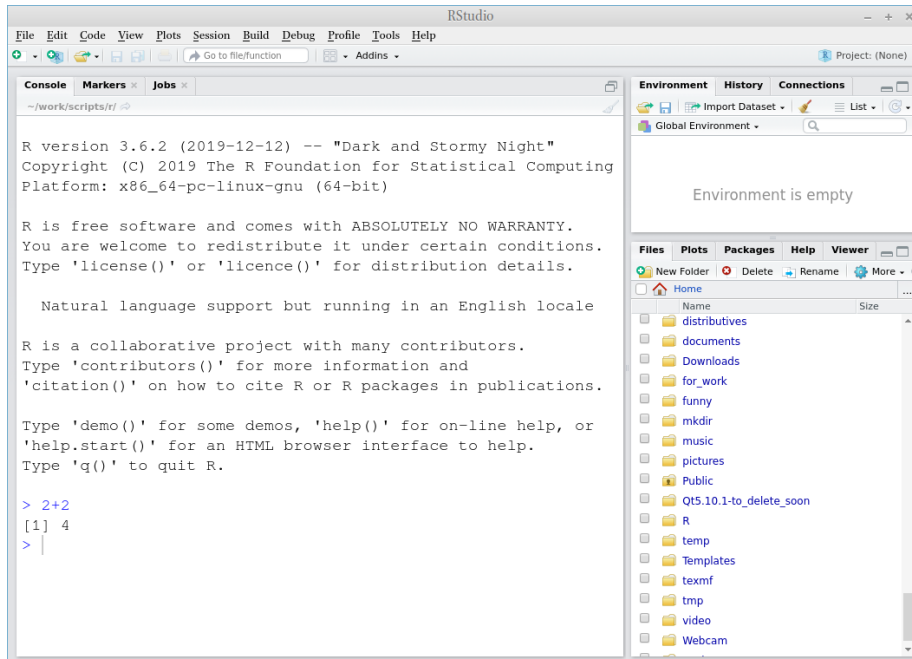 RStudio
File Edit Code View Plots Session Build Debug Profile Tools Help
Go to file/function Addins Project: (None)
Console Markers Jobs
~/work/scripts/r/
R version 3.6.2 (2019-12-12) -- "Dark and Stormy Night"
Copyright (C) 2019 The R Foundation for Statistical Computing
Platform: x86_64-pc-linux-gnu (64-bit)
R is free software and comes with ABSOLUTELY NO WARRANTY.
You are welcome to redistribute it under certain conditions.
Type 'license()' or 'licence()' for distribution details.
Natural language support but running in an English locale
R is a collaborative project with many contributors.
Type 'contributors()' for more information and
'citation()' on how to cite R or R packages in publications.
Type 'demo()' for some demos, 'help()' for on-line help, or
'help.start()' for an HTML browser interface to help.
Type 'q()' to quit R.
> 2+2
[1] 4
>
Environment History Connections
Import Dataset List
Global Environment
Environment is empty
Files Plots Packages Help Viewer
New Folder Delete Rename More
Home ...
Name Size
distributives
documents
Downloads
for_work
funny
mkdir
music
pictures
Public
Qt5.10.1-to_delete_soon
R
temp
Templates
texmf
tmp
video
Webcam